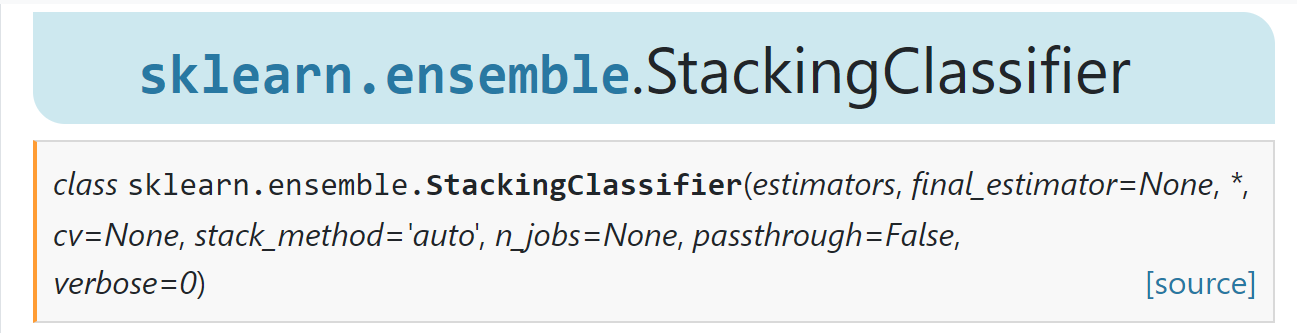 sklearn.ensemble.StackingClassifier
class sklearn.ensemble.StackingClassifier(estimators, final_estimator=None, *,
cv=None, stack_method='auto', n_jobs=None, passthrough=False,
verbose=0) [source]